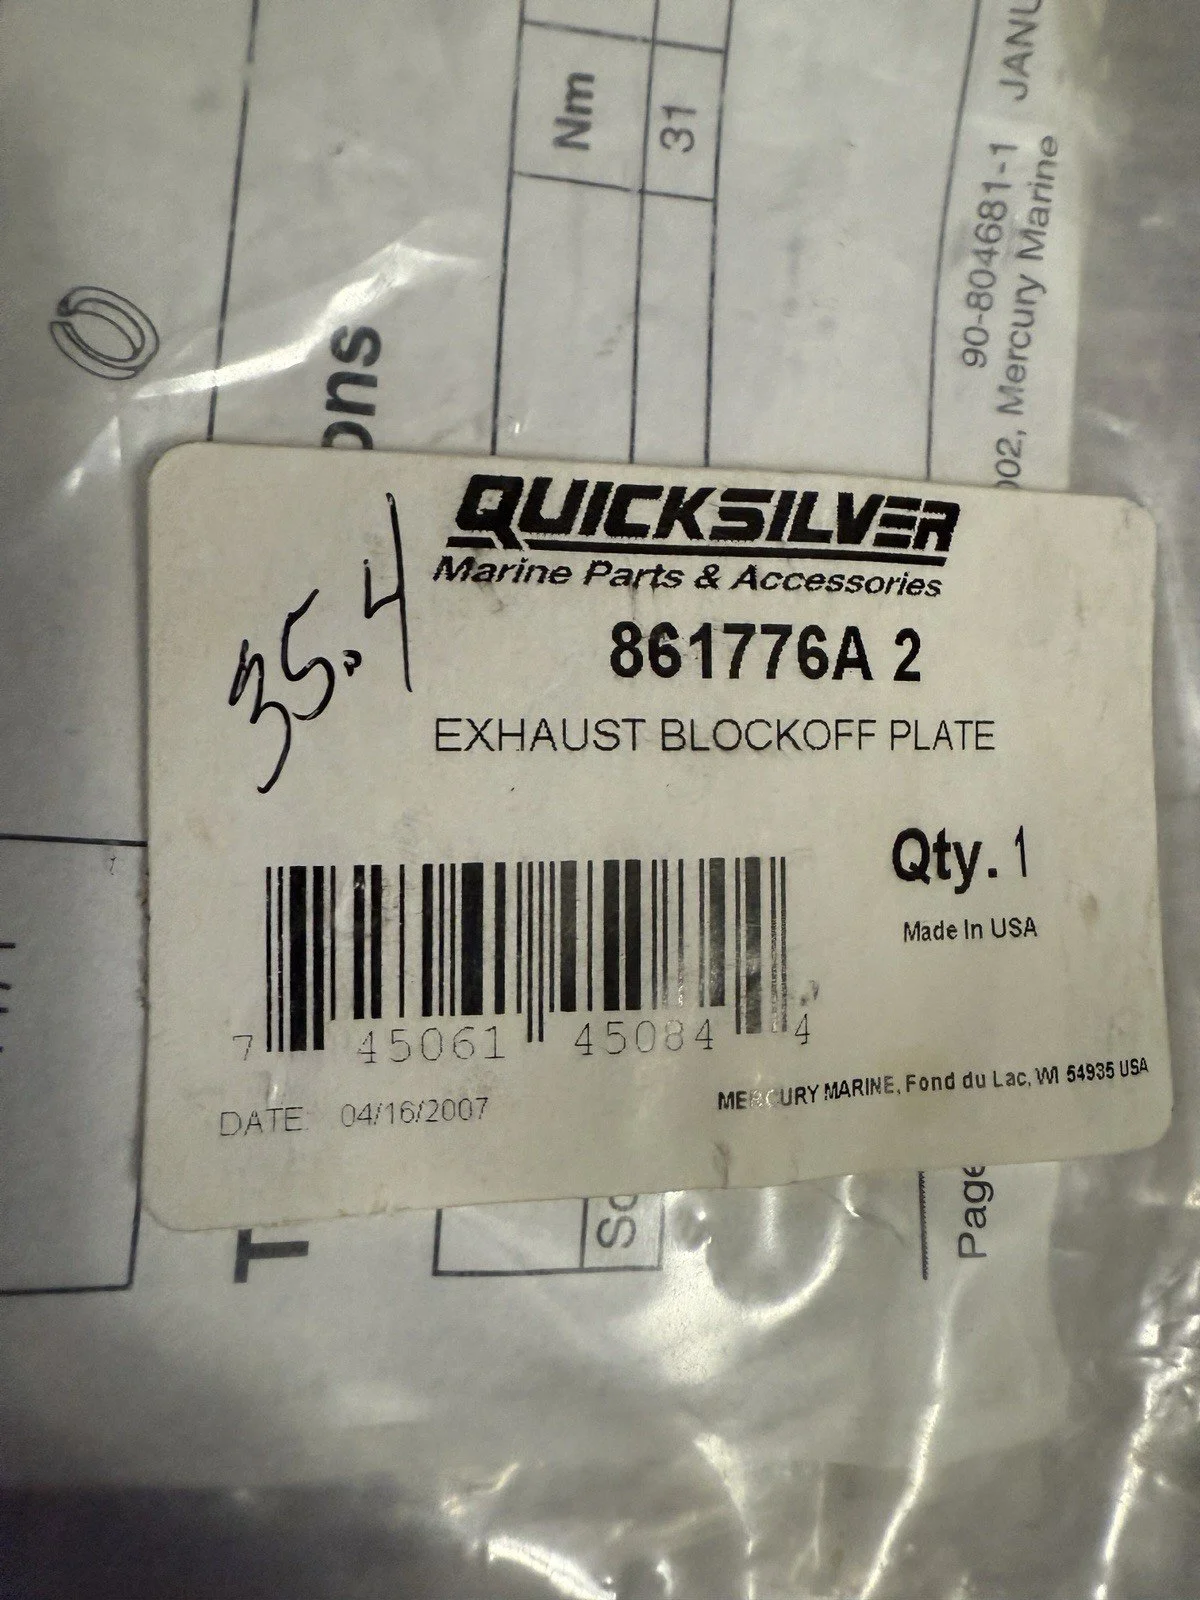 Nm
31
90-804681-1
002, Mercury Marine
QUICKSILVER
Marine Parts & Accessories
35.4
861776A 2
EXHAUST BLOCKOFF PLATE
Qty. 1
Made In USA
7 45061 45084 4
DATE: 04/16/2007
MERCURY MARINE, Fond du Lac, WI 54935 USA
Page